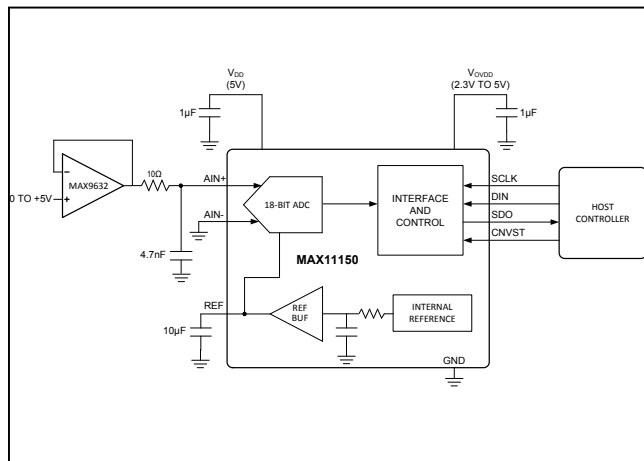 VDD
(5V)
VOVDD
(2.3V TO 5V)
1µF
1µF
MAX9632
10Ω
0 TO +5V
AIN+
AIN-
4.7nF
18-BIT ADC
INTERFACE
AND
CONTROL
SCLK
DIN
SDO
CNVST
HOST
CONTROLLER
MAX11150
REF
10µF
REF
BUF
INTERNAL
REFERENCE
GND